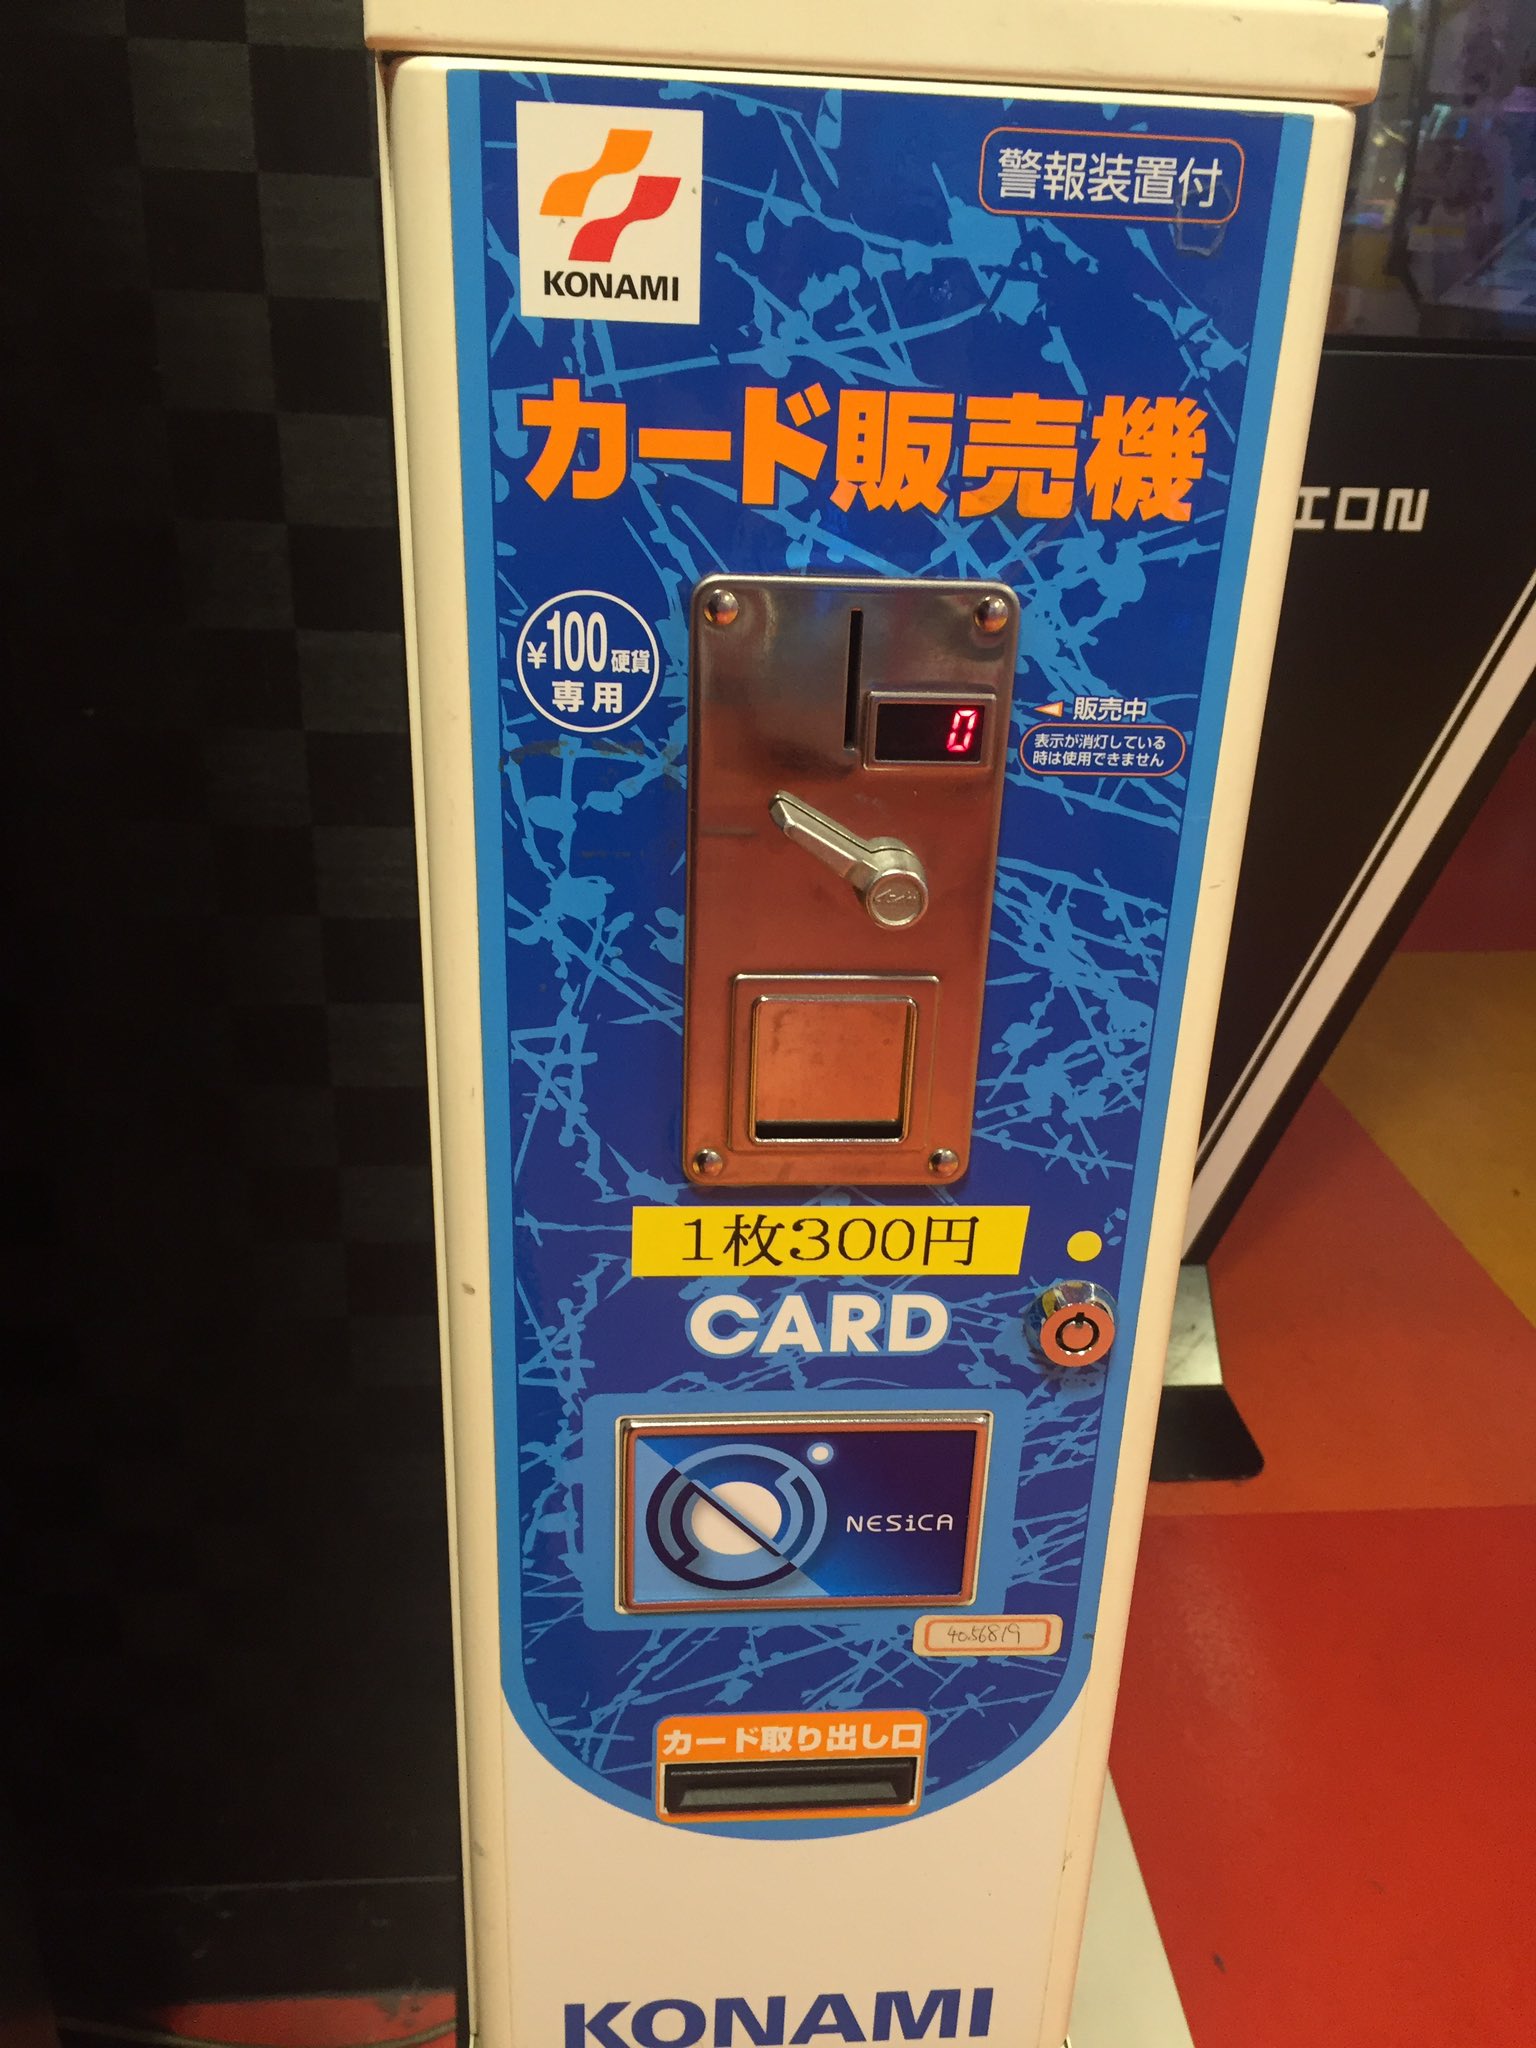 KONAMI
警報装置付
カード販売機
ION
¥100硬貨
専用
0
販売中
表示が消灯している
時は使用できません
1枚300円
CARD
NESiCA
4056819
カード取り出し口
KONAMI